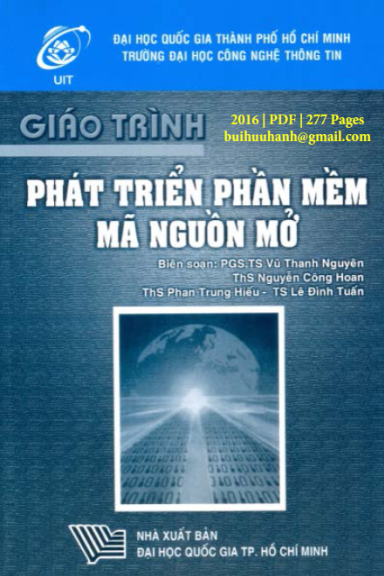 ĐẠI HỌC QUỐC GIA THÀNH PHỐ HỒ CHÍ MINH
TRƯỜNG ĐẠI HỌC CÔNG NGHỆ THÔNG TIN
UIT
GIÁO TRÌNH
2016 | PDF | 277 Pages
buihuuhanh@gmail.com
PHÁT TRIỂN PHẦN MỀM
MÃ NGUỒN MỞ
Biên soạn: PGS.TS Vũ Thanh Nguyên
ThS Nguyễn Công Hoan
ThS Phan Trung Hiếu - TS Lê Đình Tuấn
NHÀ XUẤT BẢN
ĐẠI HỌC QUỐC GIA TP. HỒ CHÍ MINH